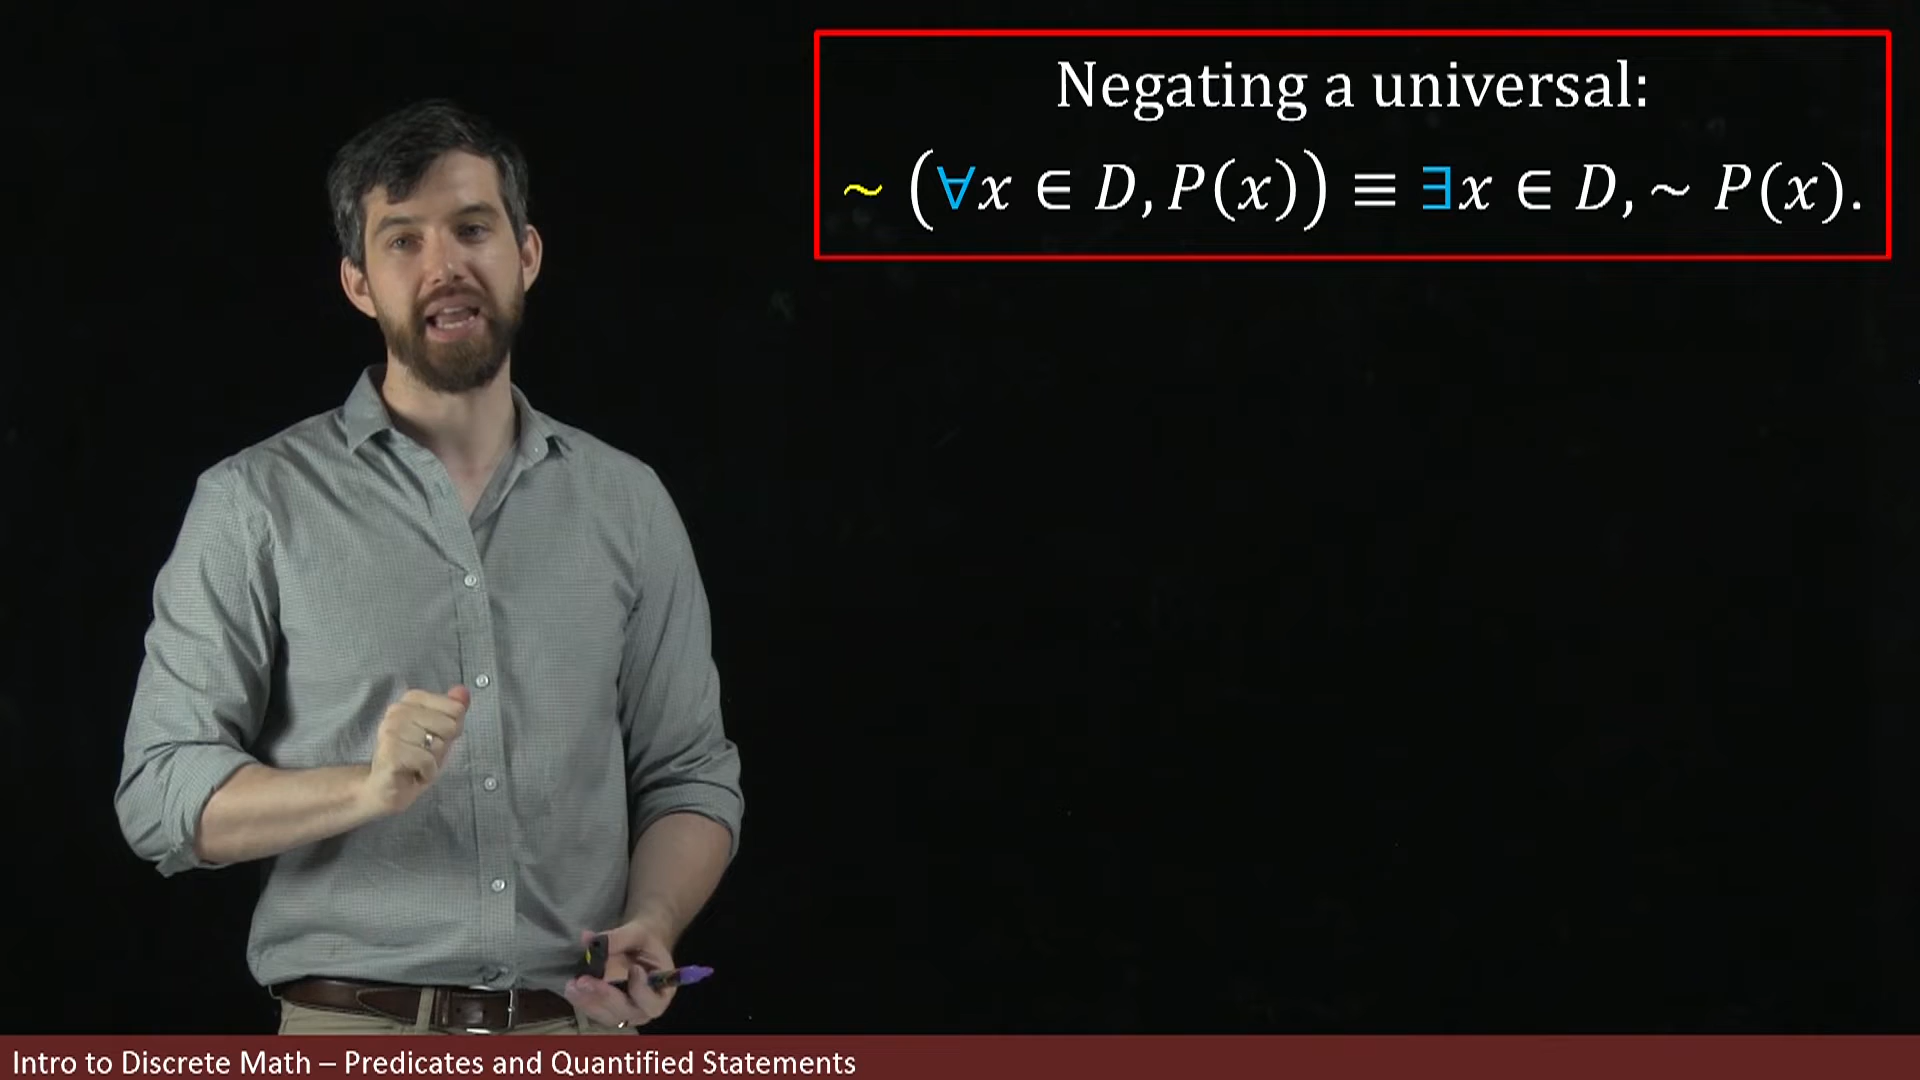 Negating a universal:
~ (∀x ∈ D, P(x)) ≡ ∃x ∈ D, ~ P(x).
Intro to Discrete Math – Predicates and Quantified Statements